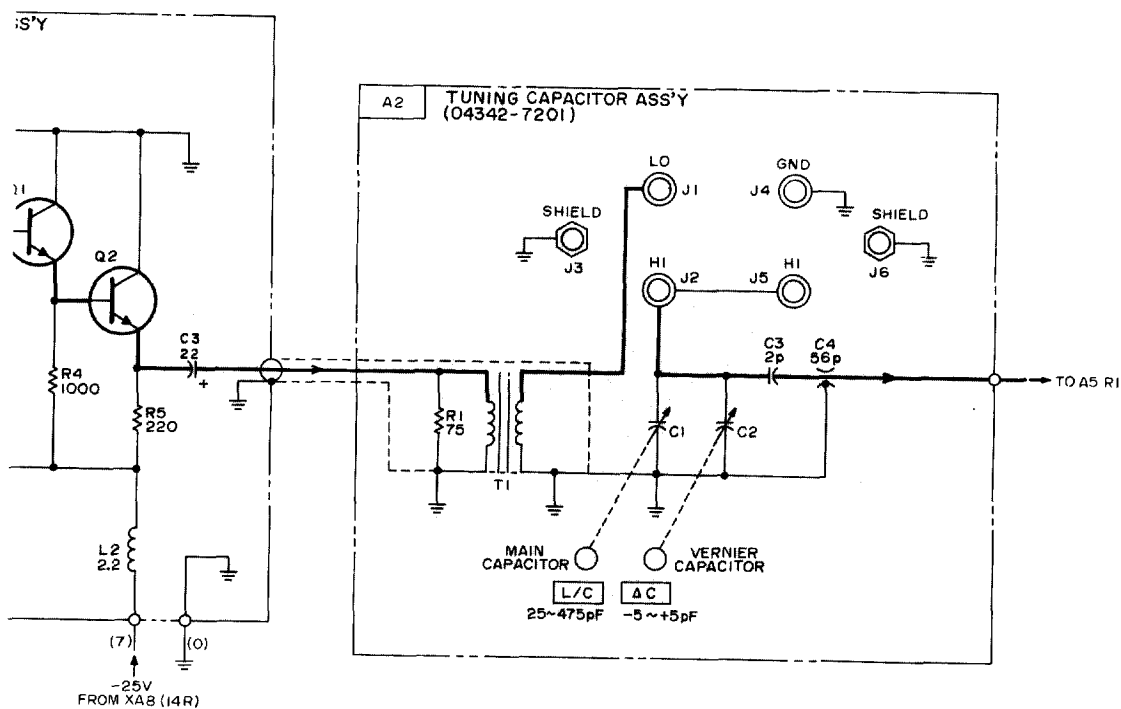 SS'Y
A2
TUNING CAPACITOR ASS'Y
(04342-7201)
LO
J1
GND
J4
SHIELD
J3
SHIELD
J6
HI
J2
J5
HI
Q1
Q2
C3
22
+
R4
1000
R5
220
R1
75
T1
C3
2p
C4
56p
TO A5 R1
C1
C2
L2
2.2
MAIN
CAPACITOR
VERNIER
CAPACITOR
L/C
ΔC
25~475pF
-5~+5pF
(7)
(0)
-25V
FROM XA8 (14R)